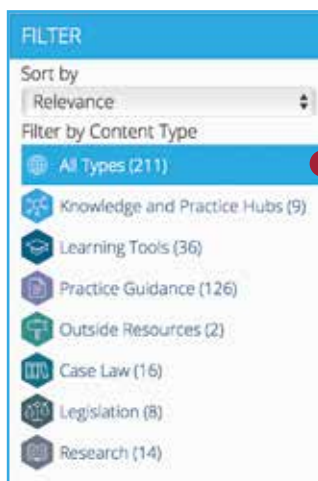 FILTER
Sort by
Relevance
Filter by Content Type
All Types (211)
Knowledge and Practice Hubs (9)
Learning Tools (36)
Practice Guidance (126)
Outside Resources (2)
Case Law (16)
Legislation (8)
Research (14)